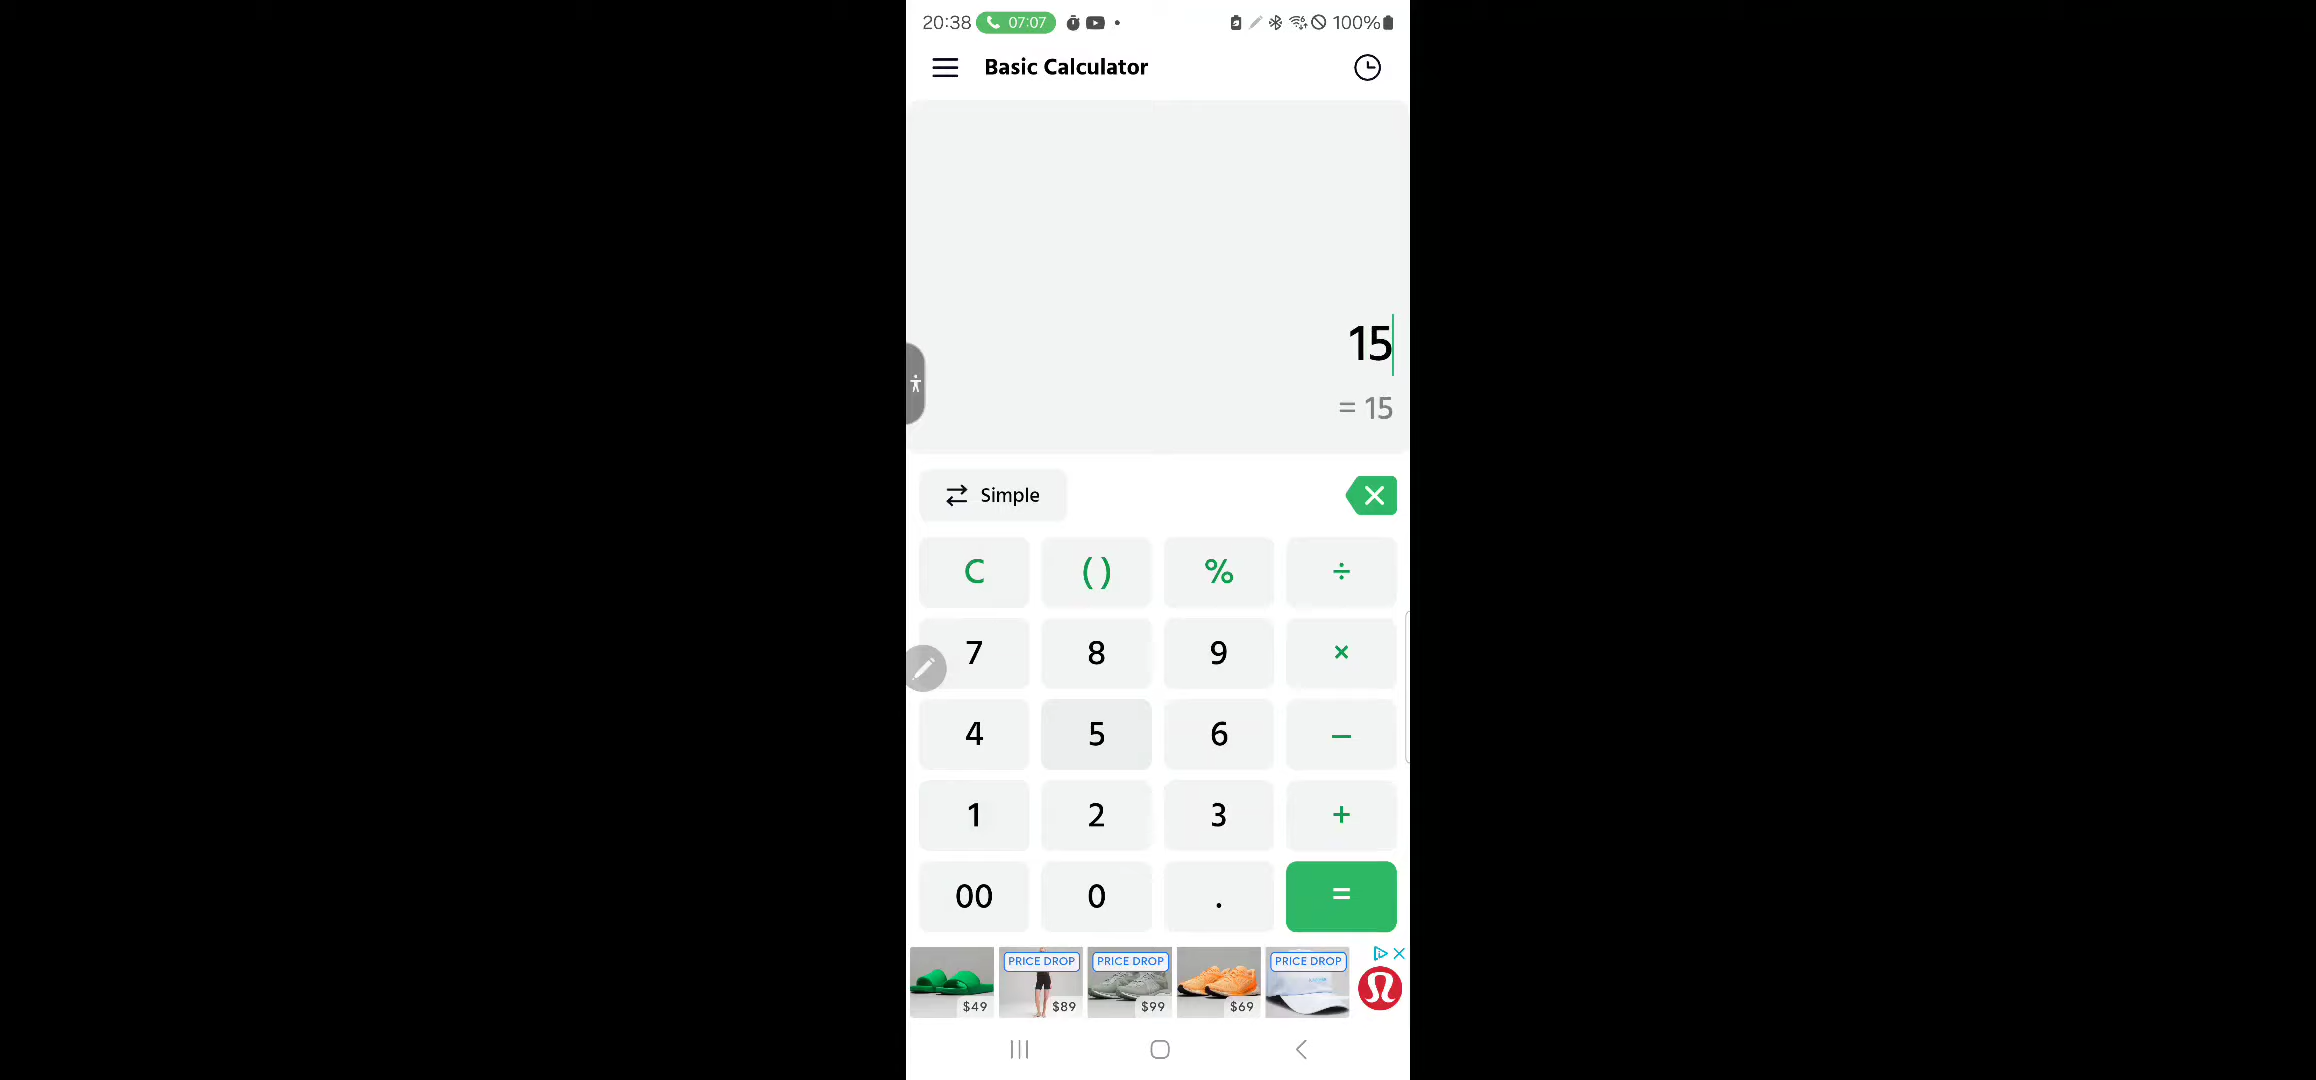 20:38 07:07 100%
Basic Calculator
15
= 15
Simple
C ( ) % ÷
7 8 9 ×
4 5 6 −
1 2 3 +
00 0 . =
PRICE DROP PRICE DROP PRICE DROP
$49 $89 $99 $69